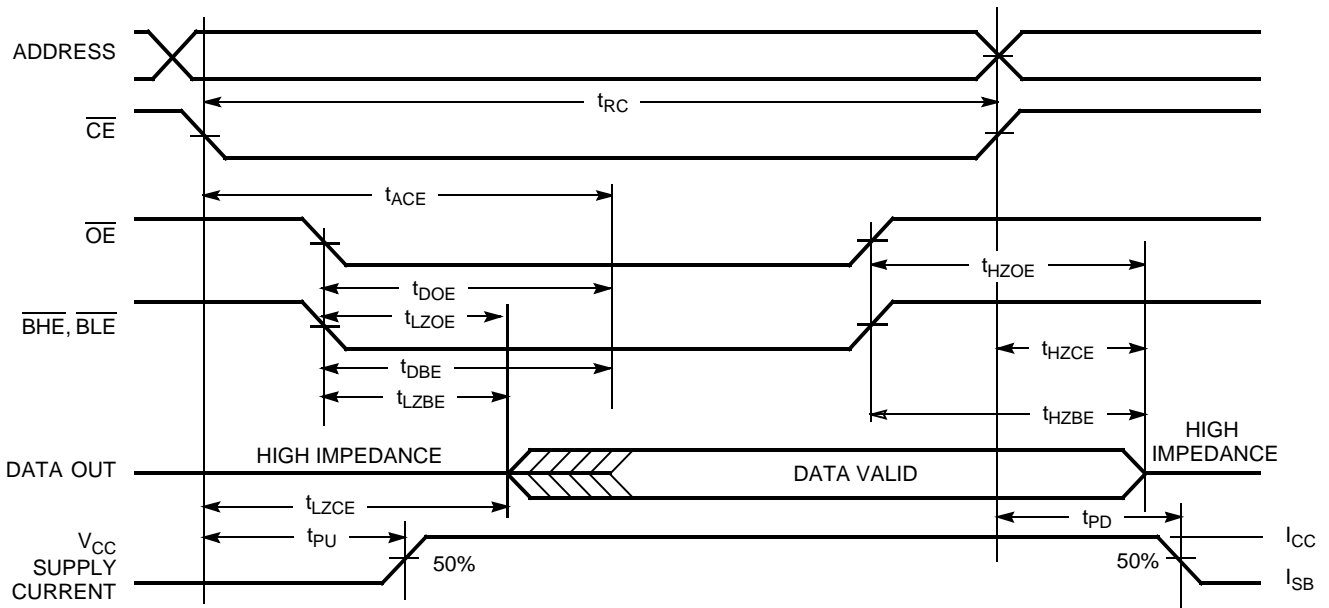 ADDRESS
tRC
CE
tACE
OE
tHZOE
tDOE
BHE, BLE
tLZOE
tHZCE
tDBE
tLZBE
tHZBE
DATA OUT
HIGH IMPEDANCE
DATA VALID
HIGH
IMPEDANCE
tLZCE
tPD
VCC
SUPPLY
CURRENT
tPU
50%
50%
ICC
ISB